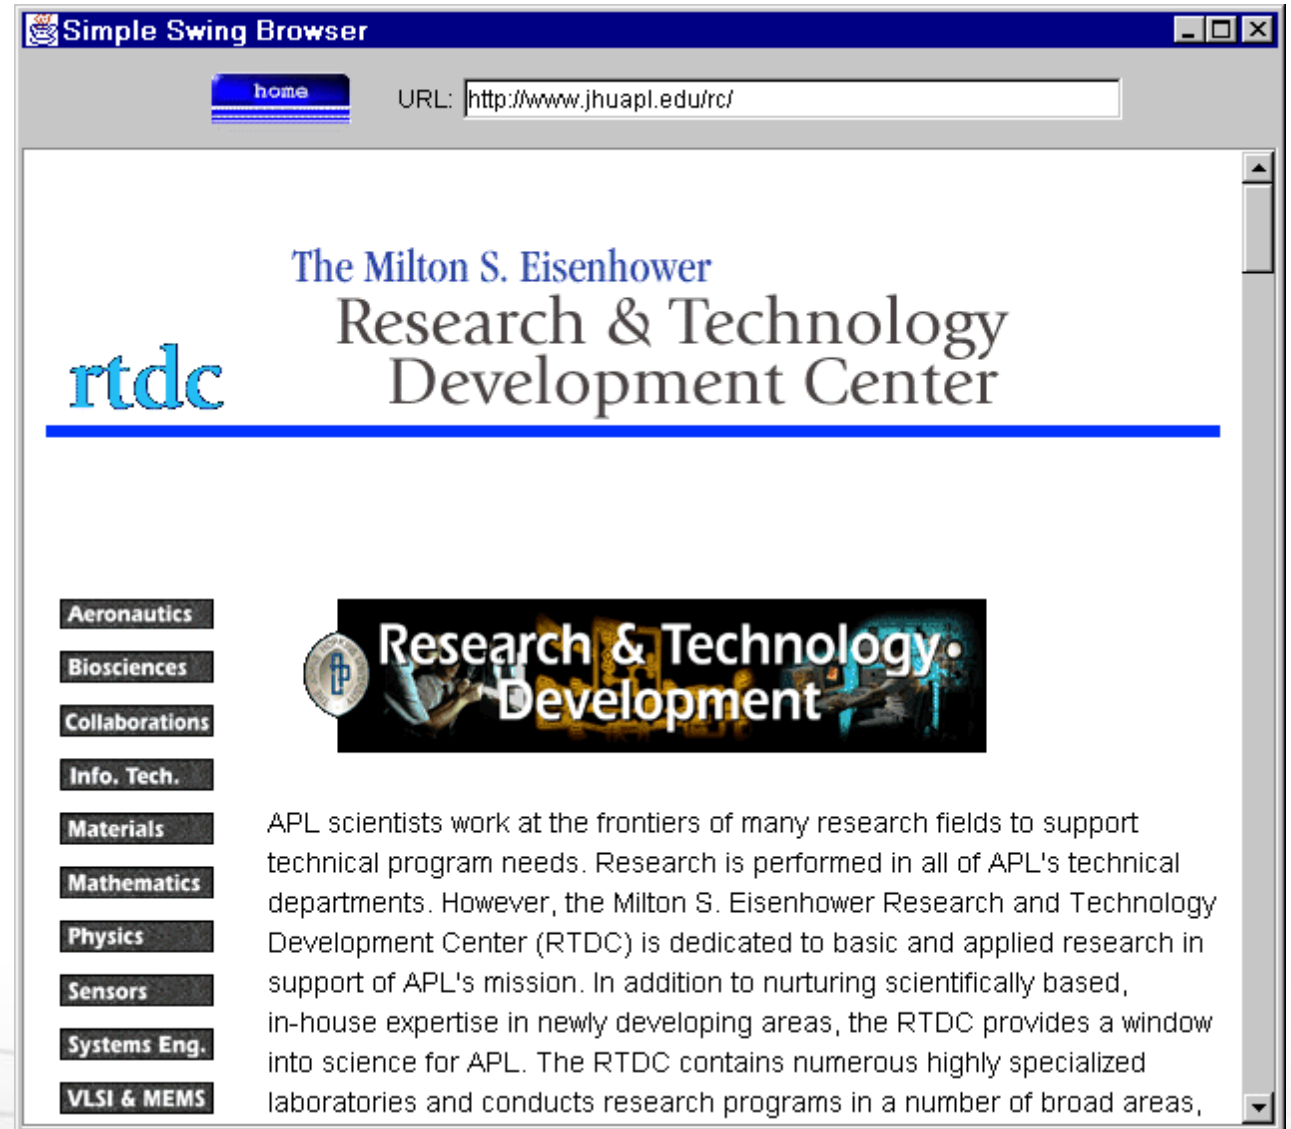 Simple Swing Browser
home
URL: http://www.jhuapl.edu/rc/
The Milton S. Eisenhower
Research & Technology
Development Center
rtdc
Aeronautics
Biosciences
Collaborations
Info. Tech.
Materials
Mathematics
Physics
Sensors
Systems Eng.
VLSI & MEMS
Research & Technology
Development
APL scientists work at the frontiers of many research fields to support
technical program needs. Research is performed in all of APL's technical
departments. However, the Milton S. Eisenhower Research and Technology
Development Center (RTDC) is dedicated to basic and applied research in
support of APL's mission. In addition to nurturing scientifically based,
in-house expertise in newly developing areas, the RTDC provides a window
into science for APL. The RTDC contains numerous highly specialized
laboratories and conducts research programs in a number of broad areas,